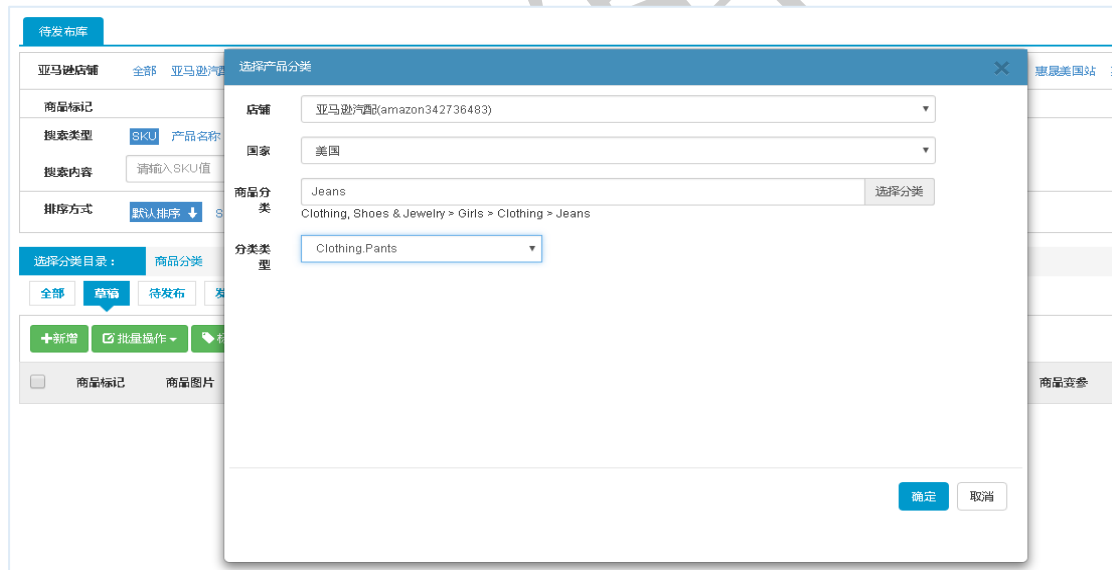 待发布库
选择产品分类
亚马逊店铺 全部 亚马逊汽配 惠晟美国站
店铺 亚马逊汽配(amazon342736483)
商品标记
搜索类型 SKU 产品名称
国家 美国
搜索内容 请输入SKU值
商品分类 Jeans 选择分类
Clothing, Shoes & Jewelry > Girls > Clothing > Jeans
排序方式 默认排序 S
分类类型 Clothing.Pants
选择分类目录： 商品分类
全部 草稿 待发布 发
新增 批量操作 标
商品标记 商品图片 商品变参
确定 取消